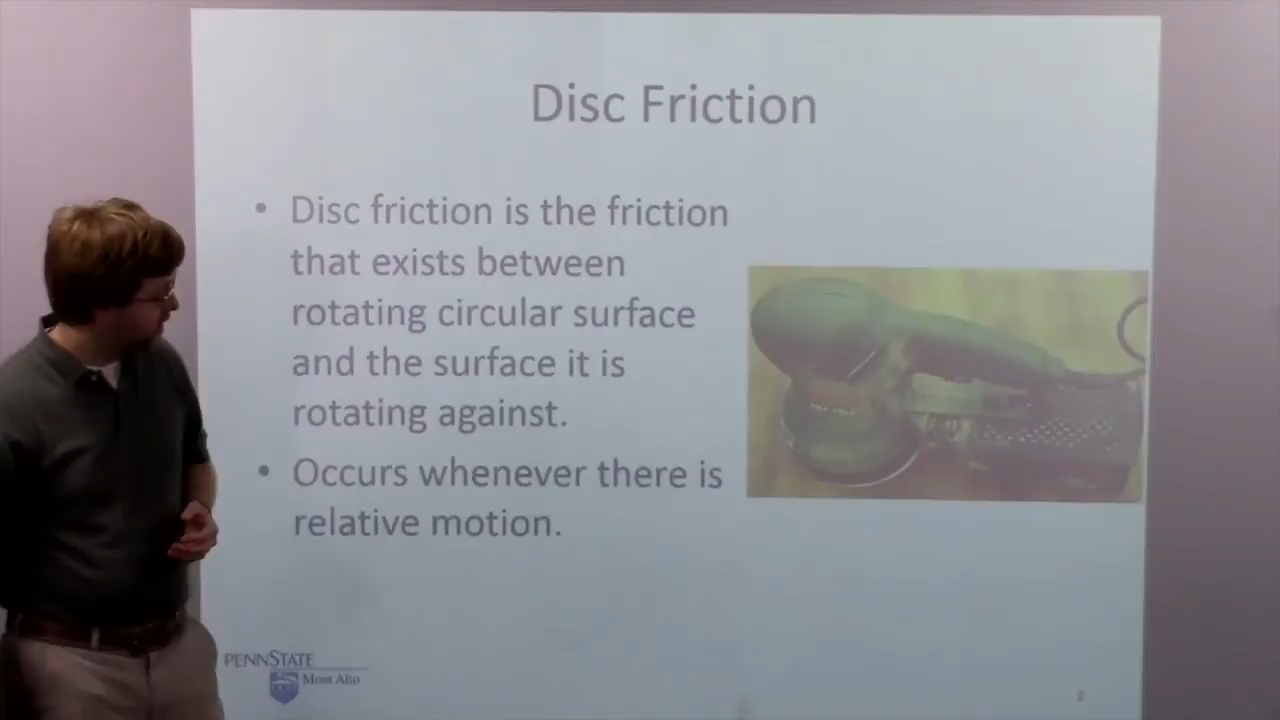 Disc Friction
• Disc friction is the friction
that exists between
rotating circular surface
and the surface it is
rotating against.
• Occurs whenever there is
relative motion.
PENNSTATE
Mont Alto